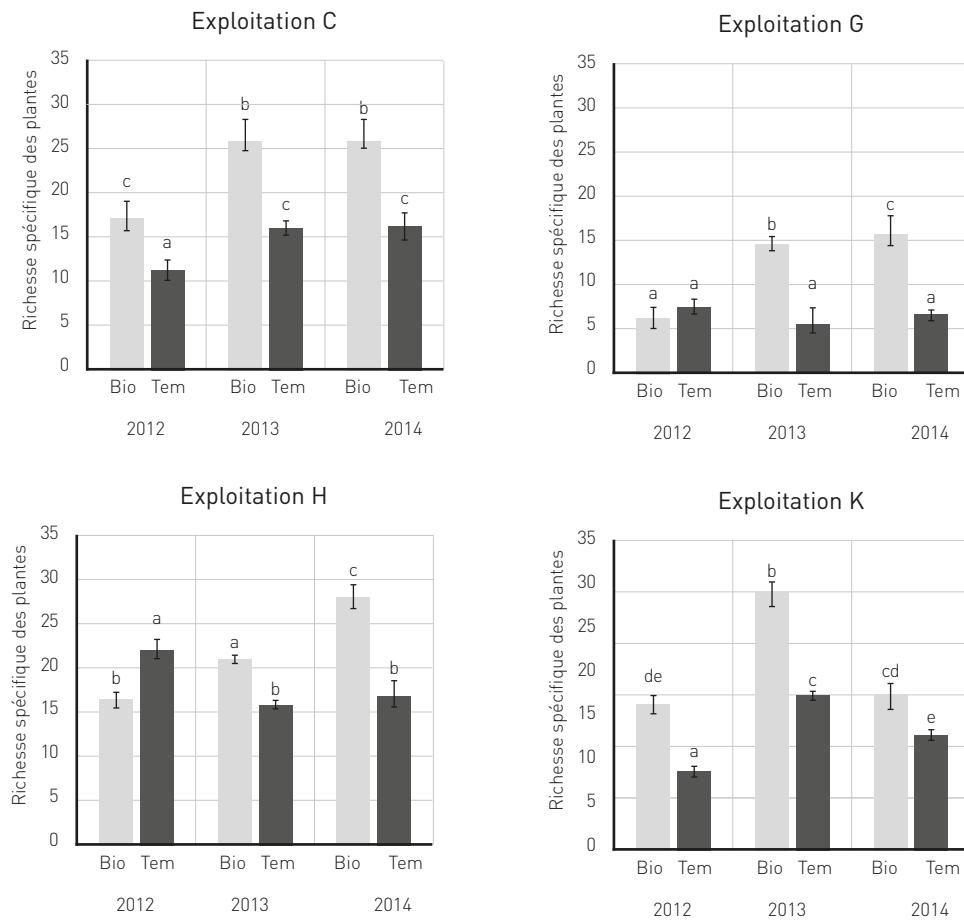 Exploitation C
Richesse spécifique des plantes
35
30
25
20
15
10
5
0
c
a
b
c
b
c
Bio Tem Bio Tem Bio Tem
2012 2013 2014
Exploitation G
Richesse spécifique des plantes
35
30
25
20
15
10
5
0
a
a
b
a
c
a
Bio Tem Bio Tem Bio Tem
2012 2013 2014
Exploitation H
Richesse spécifique des plantes
35
30
25
20
15
10
5
0
b
a
a
b
c
b
Bio Tem Bio Tem Bio Tem
2012 2013 2014
Exploitation K
Richesse spécifique des plantes
35
30
25
20
15
10
5
0
de
a
b
c
cd
e
Bio Tem Bio Tem Bio Tem
2012 2013 2014